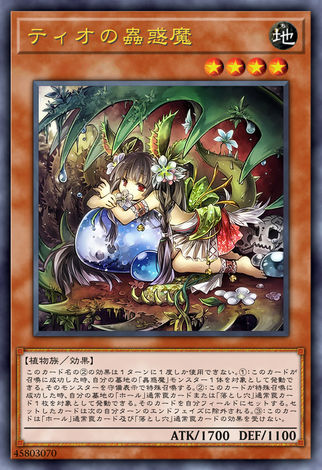 ティオの蟲惑魔
地
ち
【植物族／効果】
このカード名の②の効果は１ターンに１度しか使用できない。①：このカードが
召喚に成功した時、自分の墓地の「蟲惑魔」モンスター１体を対象として発動で
きる。そのモンスターを守備表示で特殊召喚する。②：このカードが特殊召喚に
成功した時、自分の墓地の「ホール」通常罠カードまたは「落とし穴」通常罠カー
ド１枚を対象として発動できる。そのカードを自分フィールドにセットする。セッ
トしたカードは次の自分ターンのエンドフェイズに除外される。③：このカード
は「ホール」通常罠カード及び「落とし穴」通常罠カードの効果を受けない。
ATK/1700 DEF/1100
45803070